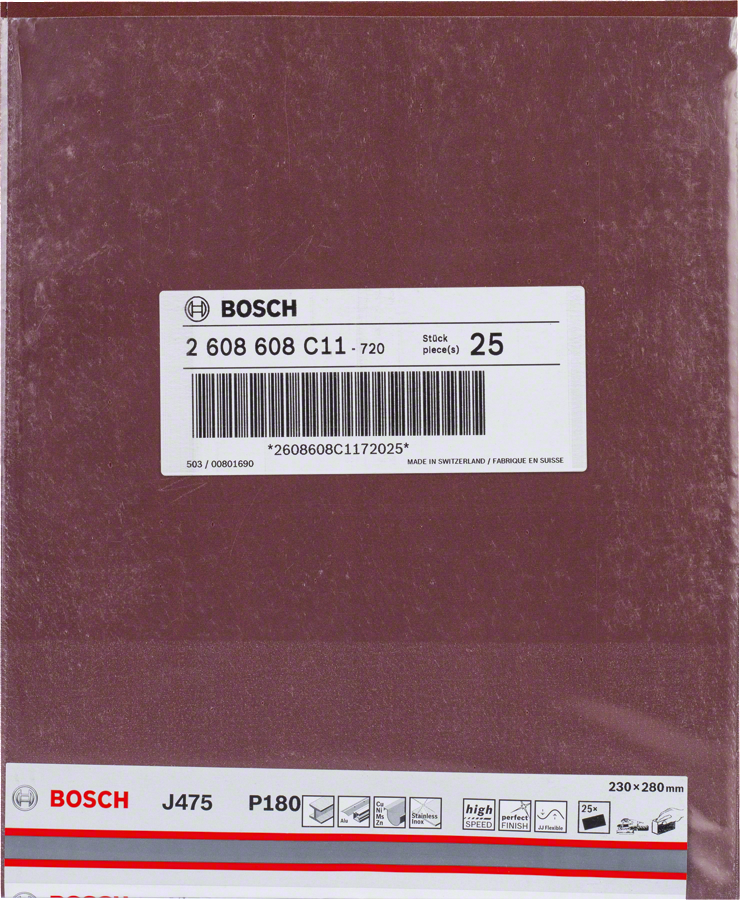 BOSCH
2 608 608 C11 - 720 Stück piece(s) 25
*2608608C1172025*
503 / 00801690 MADE IN SWITZERLAND / FABRIQUE EN SUISSE
230 × 280 mm
BOSCH J475 P180
Alu
Cu
Ni
Ms
Zn
Stainless
Inox
high
SPEED
perfect
FINISH
JJ Flexible
25×
BOSCH